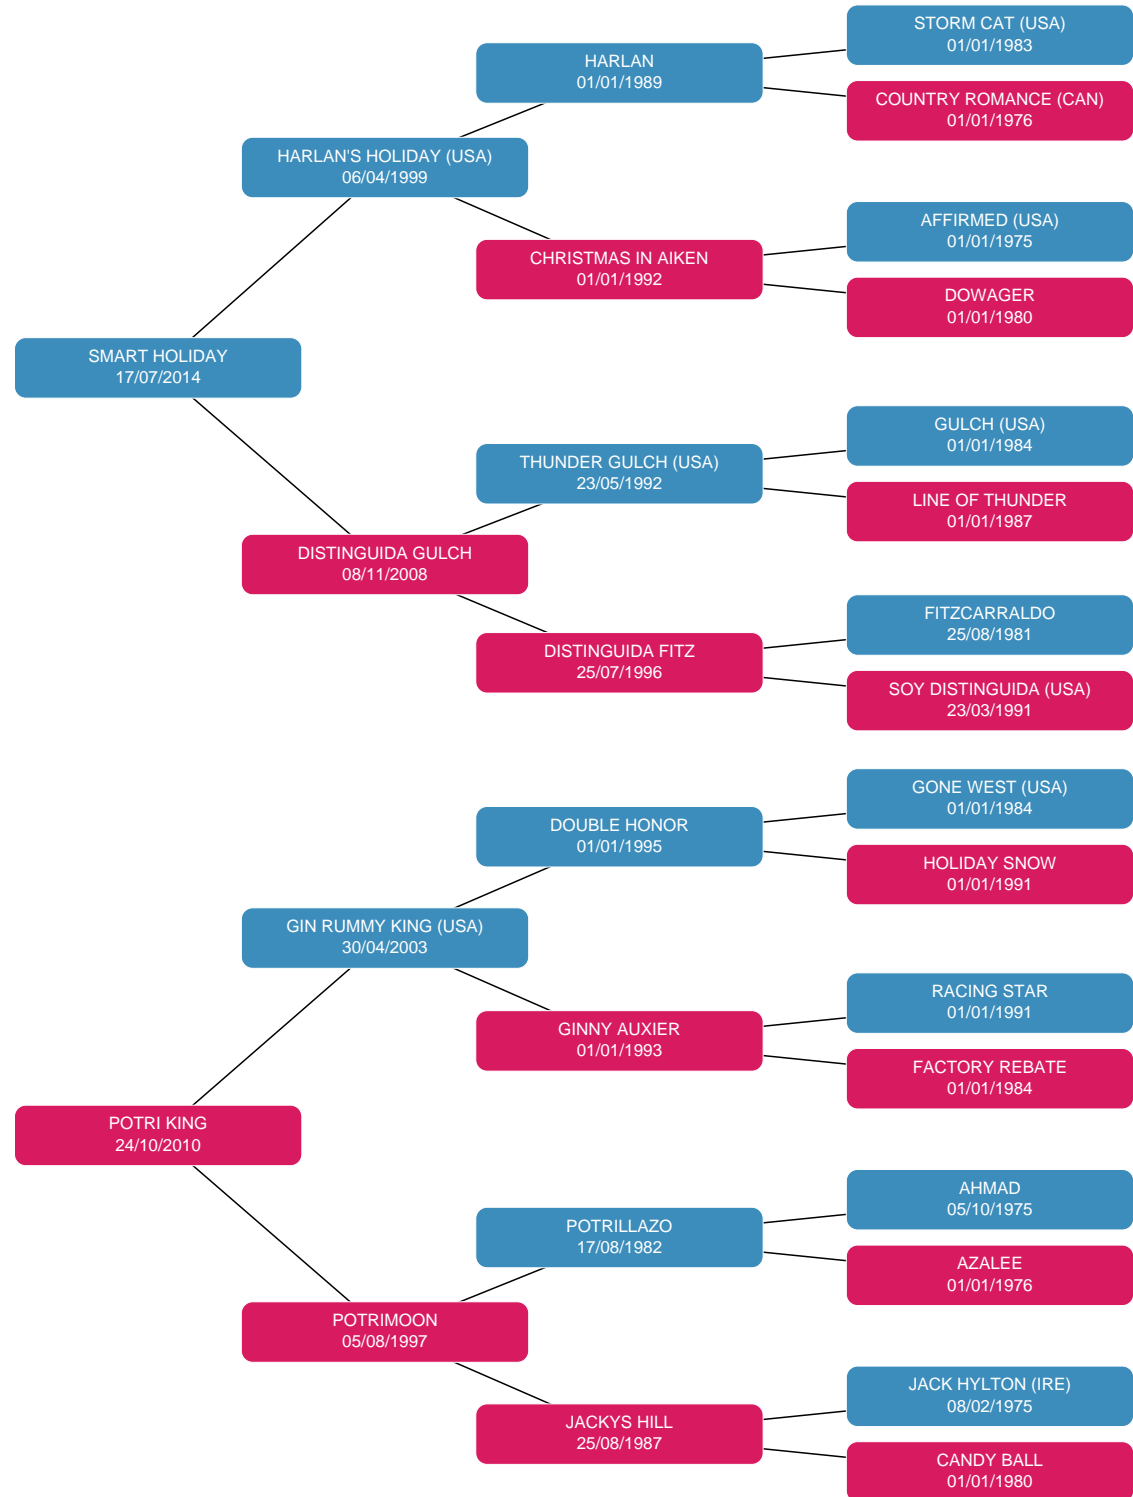 STORM CAT (USA)
01/01/1983
HARLAN
01/01/1989
COUNTRY ROMANCE (CAN)
01/01/1976
HARLAN'S HOLIDAY (USA)
06/04/1999
AFFIRMED (USA)
01/01/1975
CHRISTMAS IN AIKEN
01/01/1992
DOWAGER
01/01/1980
SMART HOLIDAY
17/07/2014
GULCH (USA)
01/01/1984
THUNDER GULCH (USA)
23/05/1992
LINE OF THUNDER
01/01/1987
DISTINGUIDA GULCH
08/11/2008
FITZCARRALDO
25/08/1981
DISTINGUIDA FITZ
25/07/1996
SOY DISTINGUIDA (USA)
23/03/1991
GONE WEST (USA)
01/01/1984
DOUBLE HONOR
01/01/1995
HOLIDAY SNOW
01/01/1991
GIN RUMMY KING (USA)
30/04/2003
RACING STAR
01/01/1991
GINNY AUXIER
01/01/1993
FACTORY REBATE
01/01/1984
POTRI KING
24/10/2010
AHMAD
05/10/1975
POTRILLAZO
17/08/1982
AZALEE
01/01/1976
POTRIMOON
05/08/1997
JACK HYLTON (IRE)
08/02/1975
JACKYS HILL
25/08/1987
CANDY BALL
01/01/1980